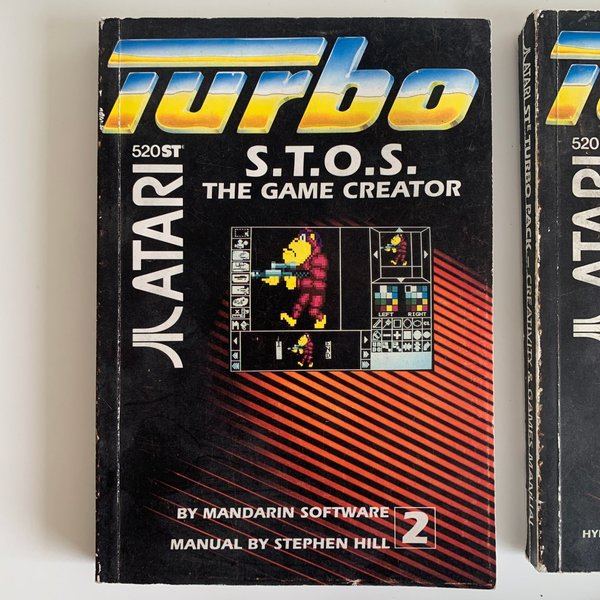 Turbo
520ST
ATARI
S.T.O.S.
THE GAME CREATOR
LEFT RIGHT
BY MANDARIN SOFTWARE
MANUAL BY STEPHEN HILL
2
ATARI ST TURBO PACK – CREATIVITY & GAMES MANUAL
520
ATARI
HY